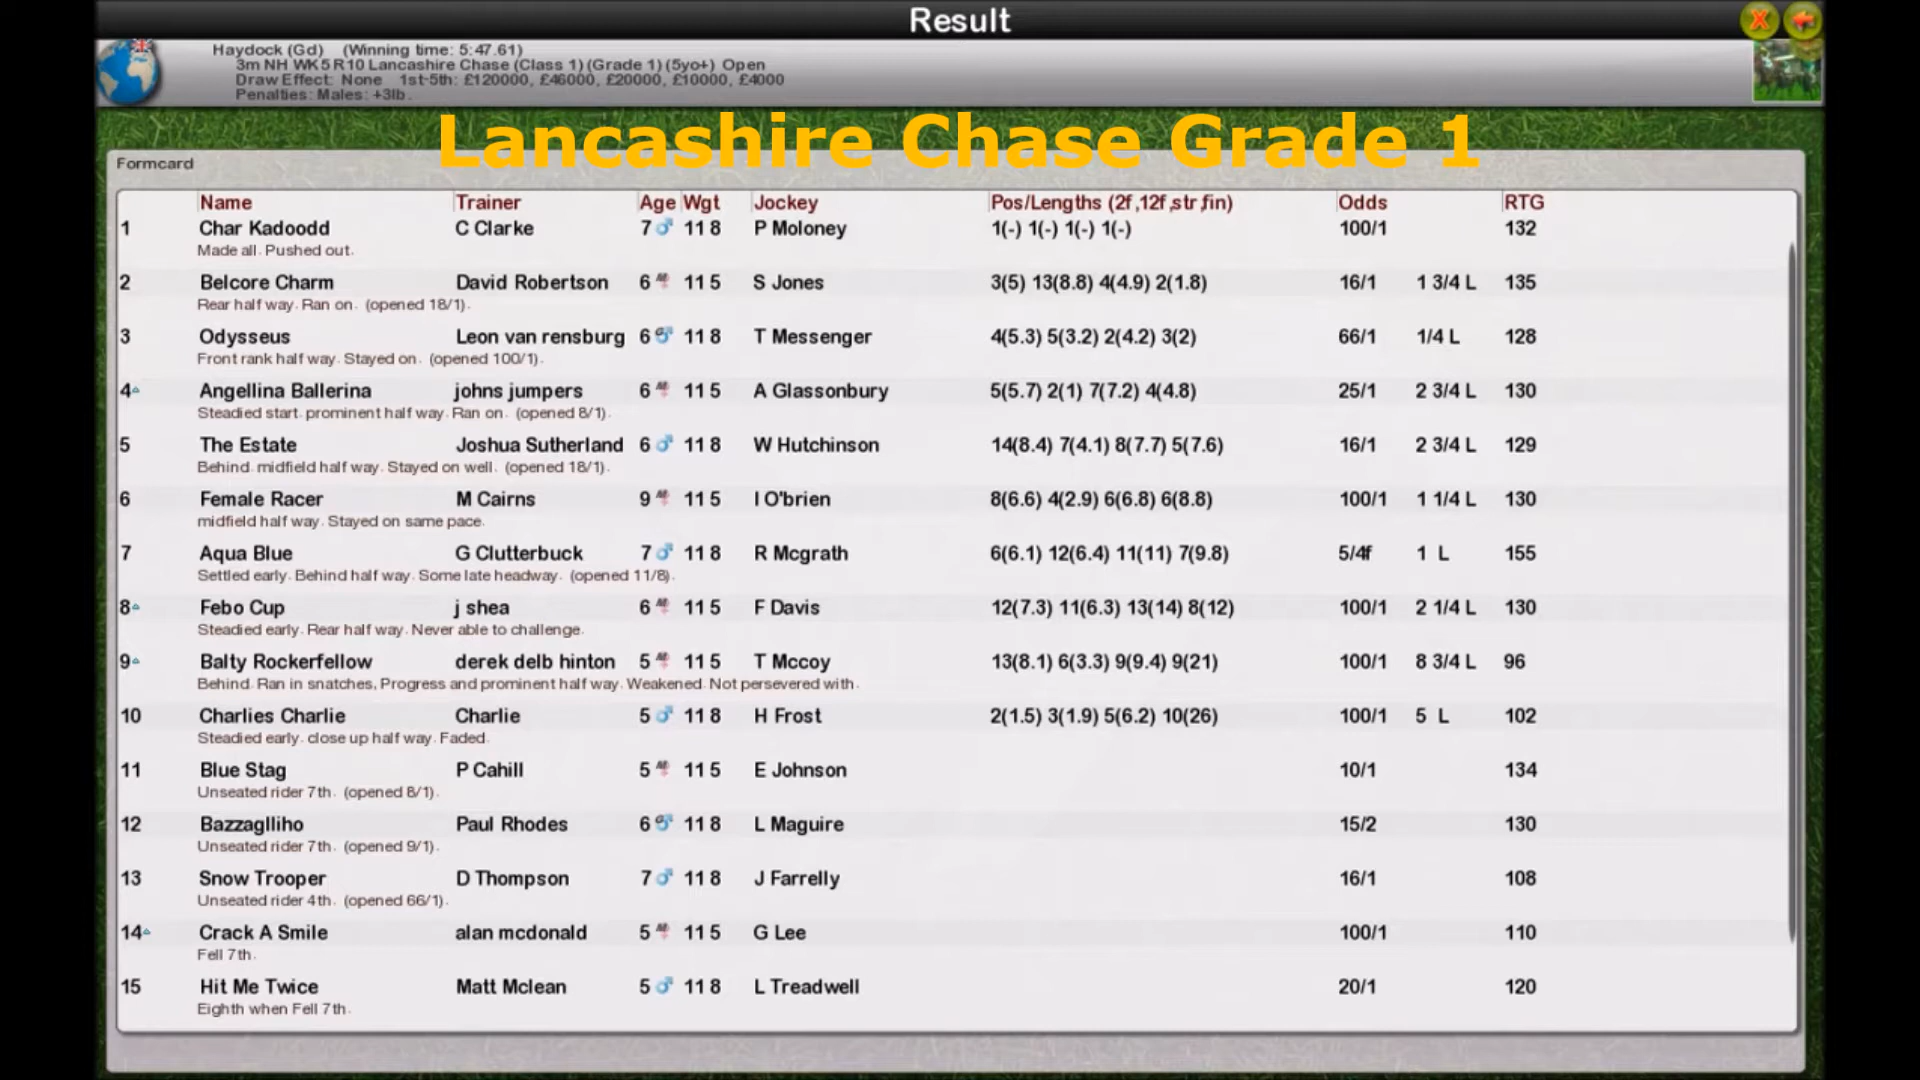 Result
Haydock (Gd) (Winning time: 5:47.61)
3m NH WK5 R10 Lancashire Chase (Class 1) (Grade 1) (5yo+) Open
Draw Effect: None 1st-5th: £120000, £46000, £20000, £10000, £4000
Penalties: Males: +3lb.
Lancashire Chase Grade 1
Formcard
Name Trainer Age Wgt Jockey Pos/Lengths (2f,12f,str,fin) Odds RTG
1 Char Kadoodd C Clarke 7 11 8 P Moloney 1(-) 1(-) 1(-) 1(-) 100/1 132
Made all. Pushed out.
2 Belcore Charm David Robertson 6 11 5 S Jones 3(5) 13(8.8) 4(4.9) 2(1.8) 16/1 1 3/4 L 135
Rear half way. Ran on. (opened 18/1).
3 Odysseus Leon van rensburg 6 11 8 T Messenger 4(5.3) 5(3.2) 2(4.2) 3(2) 66/1 1/4 L 128
Front rank half way. Stayed on. (opened 100/1).
4 Angellina Ballerina johns jumpers 6 11 5 A Glassonbury 5(5.7) 2(1) 7(7.2) 4(4.8) 25/1 2 3/4 L 130
Steadied start. prominent half way. Ran on. (opened 8/1).
5 The Estate Joshua Sutherland 6 11 8 W Hutchinson 14(8.4) 7(4.1) 8(7.7) 5(7.6) 16/1 2 3/4 L 129
Behind. midfield half way. Stayed on well. (opened 18/1).
6 Female Racer M Cairns 9 11 5 I O'brien 8(6.6) 4(2.9) 6(6.8) 6(8.8) 100/1 1 1/4 L 130
midfield half way. Stayed on same pace.
7 Aqua Blue G Clutterbuck 7 11 8 R Mcgrath 6(6.1) 12(6.4) 11(11) 7(9.8) 5/4f 1 L 155
Settled early. Behind half way. Some late headway. (opened 11/8).
8 Febo Cup j shea 6 11 5 F Davis 12(7.3) 11(6.3) 13(14) 8(12) 100/1 2 1/4 L 130
Steadied early. Rear half way. Never able to challenge.
9 Balty Rockerfellow derek delb hinton 5 11 5 T Mccoy 13(8.1) 6(3.3) 9(9.4) 9(21) 100/1 8 3/4 L 96
Behind. Ran in snatches, Progress and prominent half way. Weakened. Not persevered with.
10 Charlies Charlie Charlie 5 11 8 H Frost 2(1.5) 3(1.9) 5(6.2) 10(26) 100/1 5 L 102
Steadied early. close up half way. Faded.
11 Blue Stag P Cahill 5 11 5 E Johnson 10/1 134
Unseated rider 7th. (opened 8/1).
12 Bazzaglliho Paul Rhodes 6 11 8 L Maguire 15/2 130
Unseated rider 7th. (opened 9/1).
13 Snow Trooper D Thompson 7 11 8 J Farrelly 16/1 108
Unseated rider 4th. (opened 66/1).
14 Crack A Smile alan mcdonald 5 11 5 G Lee 100/1 110
Fell 7th.
15 Hit Me Twice Matt Mclean 5 11 8 L Treadwell 20/1 120
Eighth when Fell 7th.